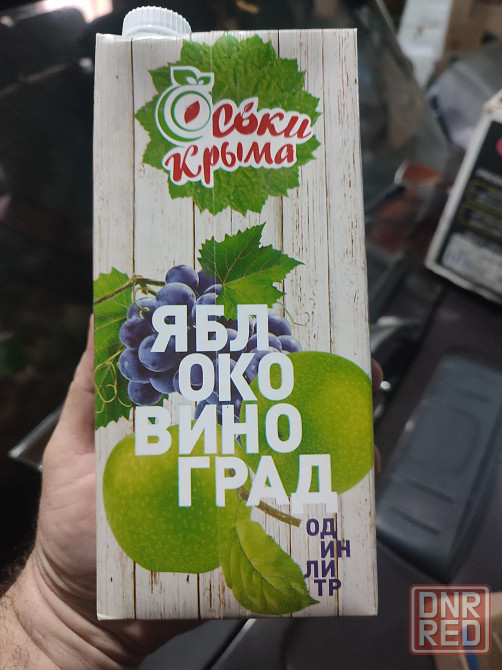 Соки
Крыма
ЯБЛ
ОКО
ВИНО
ГРАД
ОД
ИН
ЛИ
ТР
DNR
RED